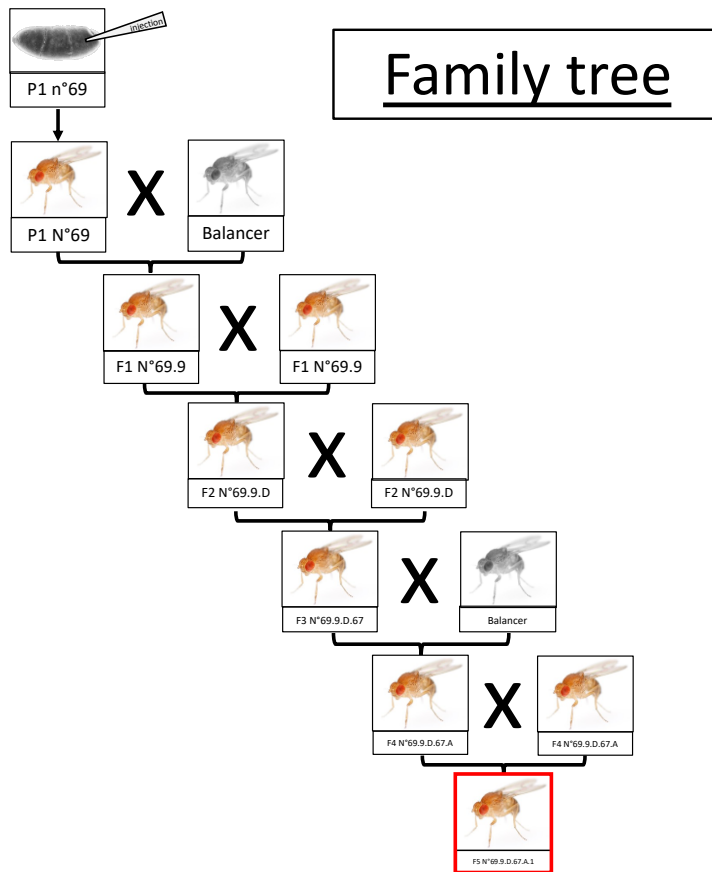 injection
Family tree
P1 n°69
X
P1 N°69
Balancer
X
F1 N°69.9
F1 N°69.9
X
F2 N°69.9.D
F2 N°69.9.D
X
F3 N°69.9.D.67
Balancer
X
F4 N°69.9.D.67.A
F4 N°69.9.D.67.A
F5 N°69.9.D.67.A.1